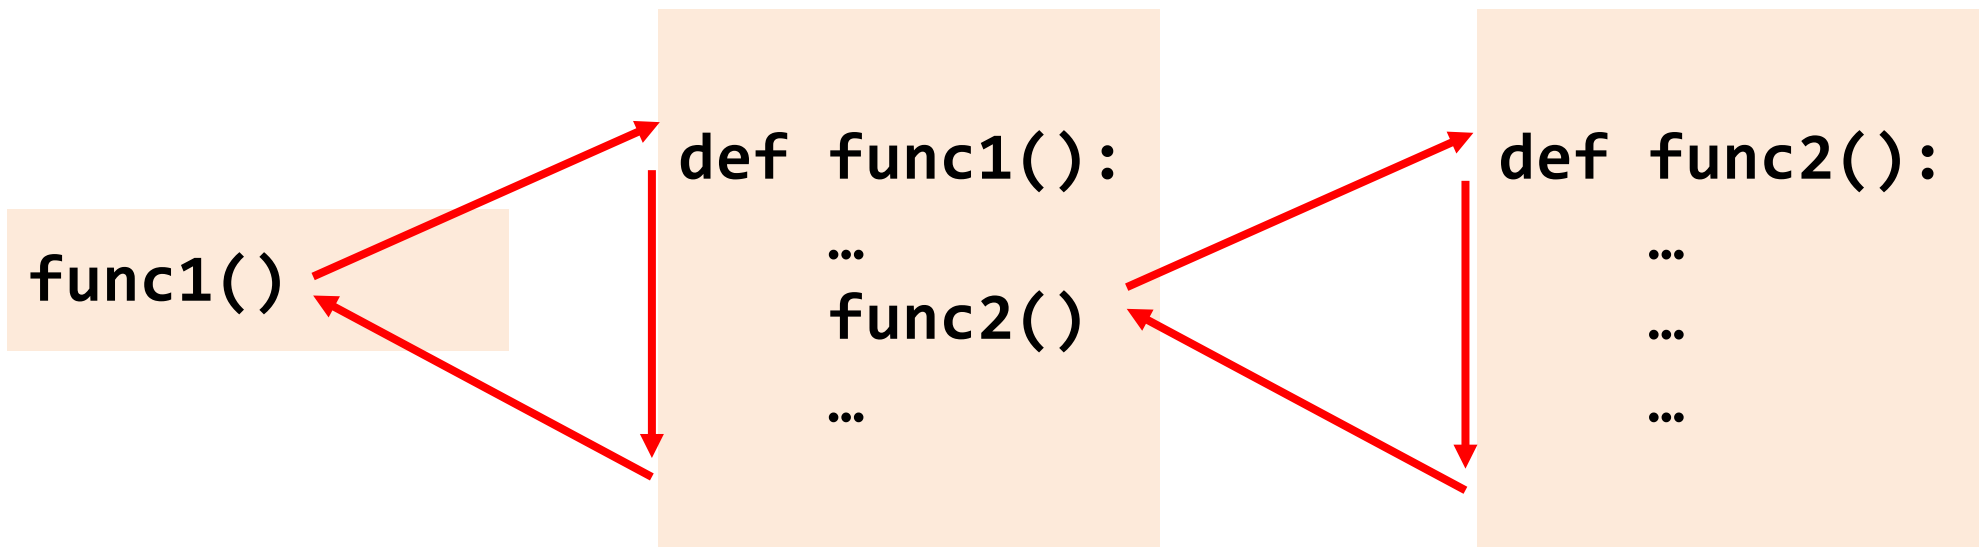 func1()
def func1():
…
func2()
…
def func2():
…
…
…